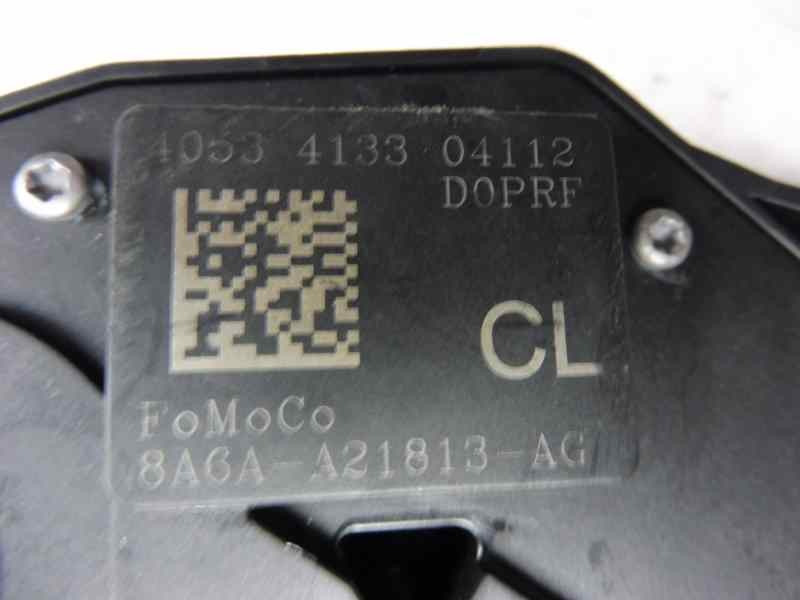 4053 4133 04112
D0PRF
CL
FoMoCo
8A6A-A21813-AG